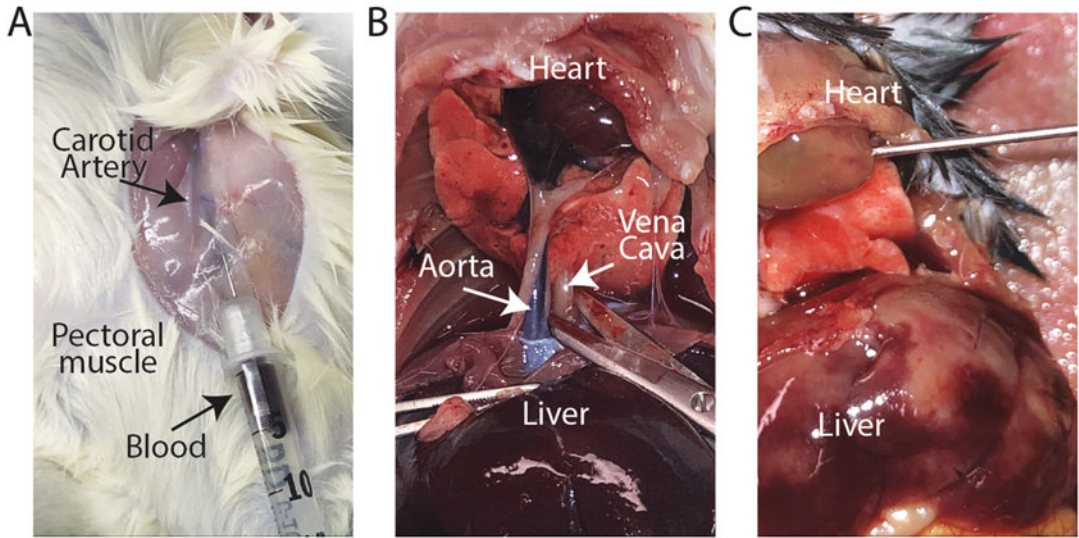 A
Carotid
Artery
Pectoral
muscle
Blood
5
10
B
Heart
Aorta
Vena
Cava
Liver
C
Heart
Liver